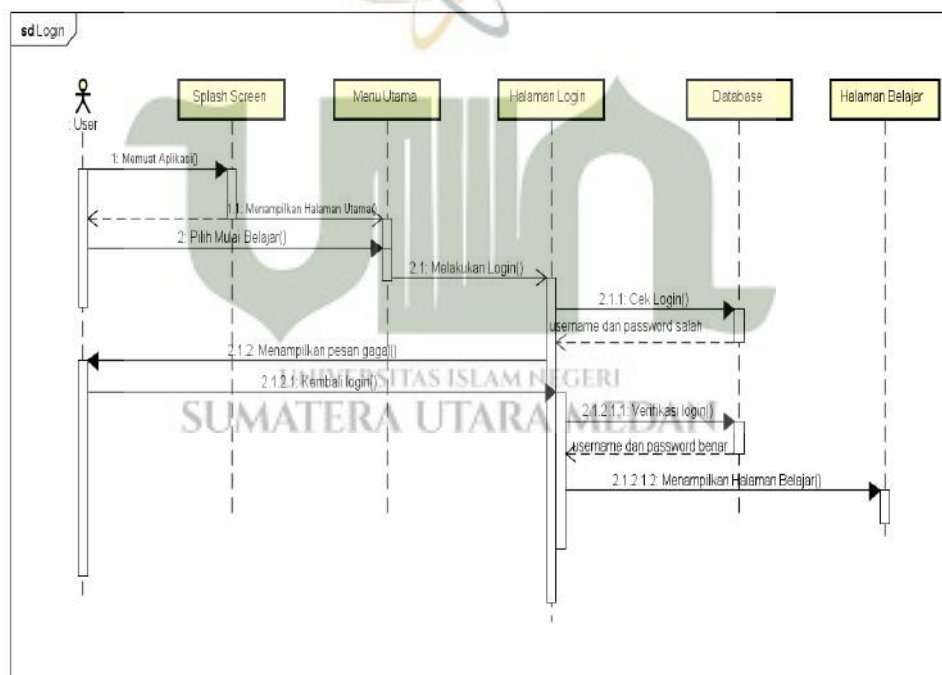 sd Login
: User
Splash Screen
Menu Utama
Halaman Login
Database
Halaman Belajar
1: Memuat Aplikasi()
1.1: Menampilkan Halaman Utama()
2: Pilih Mulai Belajar()
2.1: Melakukan Login()
2.1.1: Cek Login()
username dan password salah
2.1.2: Menampilkan pesan gagal()
UNIVERSITAS ISLAM NEGERI
2.1.2.1: Kembali login()
SUMATERA UTARA MEDAN
2.1.2.1.1: Verifikasi login()
username dan password benar
2.1.2.1.2: Menampilkan Halaman Belajar()